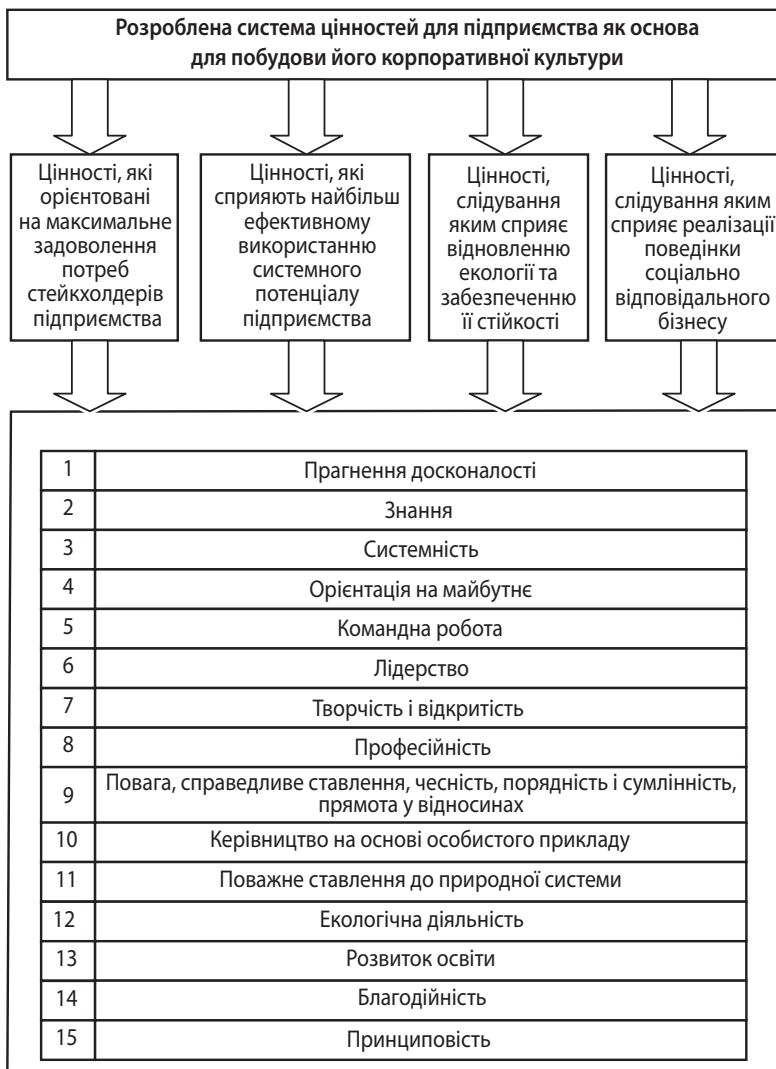 Розроблена система цінностей для підприємства як основа
для побудови його корпоративної культури
Цінності, які
орієнтовані
на максимальне
задоволення
потреб
стейкхолдерів
підприємства
Цінності, які
сприяють найбільш
ефективному
використанню
системного
потенціалу
підприємства
Цінності,
слідування
яким сприяє
відновленню
екології та
забезпеченню
її стійкості
Цінності,
слідування яким
сприяє реалізації
поведінки
соціально
відповідального
бізнесу
1 Прагнення досконалості
2 Знання
3 Системність
4 Орієнтація на майбутнє
5 Командна робота
6 Лідерство
7 Творчість і відкритість
8 Професійність
9 Повага, справедливе ставлення, чесність, порядність і сумлінність,
прямота у відносинах
10 Керівництво на основі особистого прикладу
11 Поважне ставлення до природної системи
12 Екологічна діяльність
13 Розвиток освіти
14 Благодійність
15 Принциповість